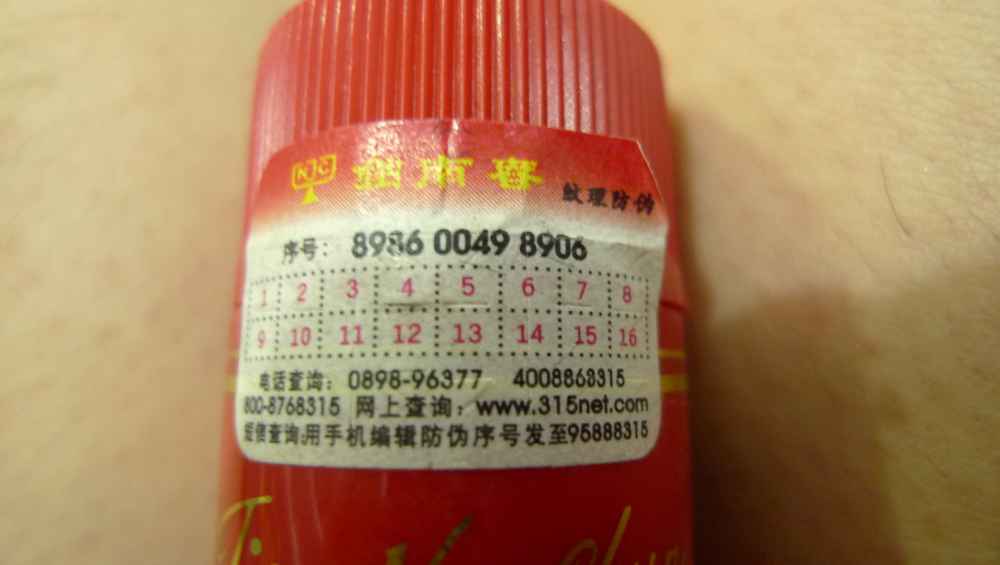 剑南春
纹理防伪
序号: 8986 0049 8906
1 2 3 4 5 6 7 8
9 10 11 12 13 14 15 16
电话查询: 0898-96377 4008868315
800-8768315 网上查询: www.315net.com
短信查询,用手机编辑防伪序号发至95888315